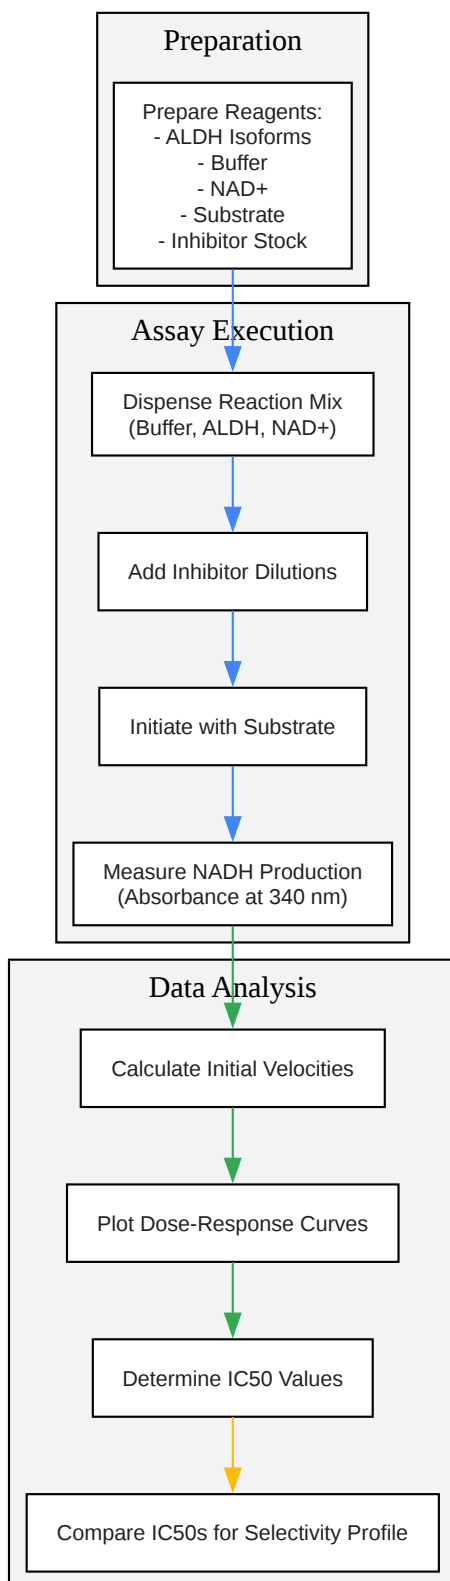 Preparation
Prepare Reagents:
- ALDH Isoforms
- Buffer
- NAD+
- Substrate
- Inhibitor Stock
Assay Execution
Dispense Reaction Mix
(Buffer, ALDH, NAD+)
Add Inhibitor Dilutions
Initiate with Substrate
Measure NADH Production
(Absorbance at 340 nm)
Data Analysis
Calculate Initial Velocities
Plot Dose-Response Curves
Determine IC50 Values
Compare IC50s for Selectivity Profile